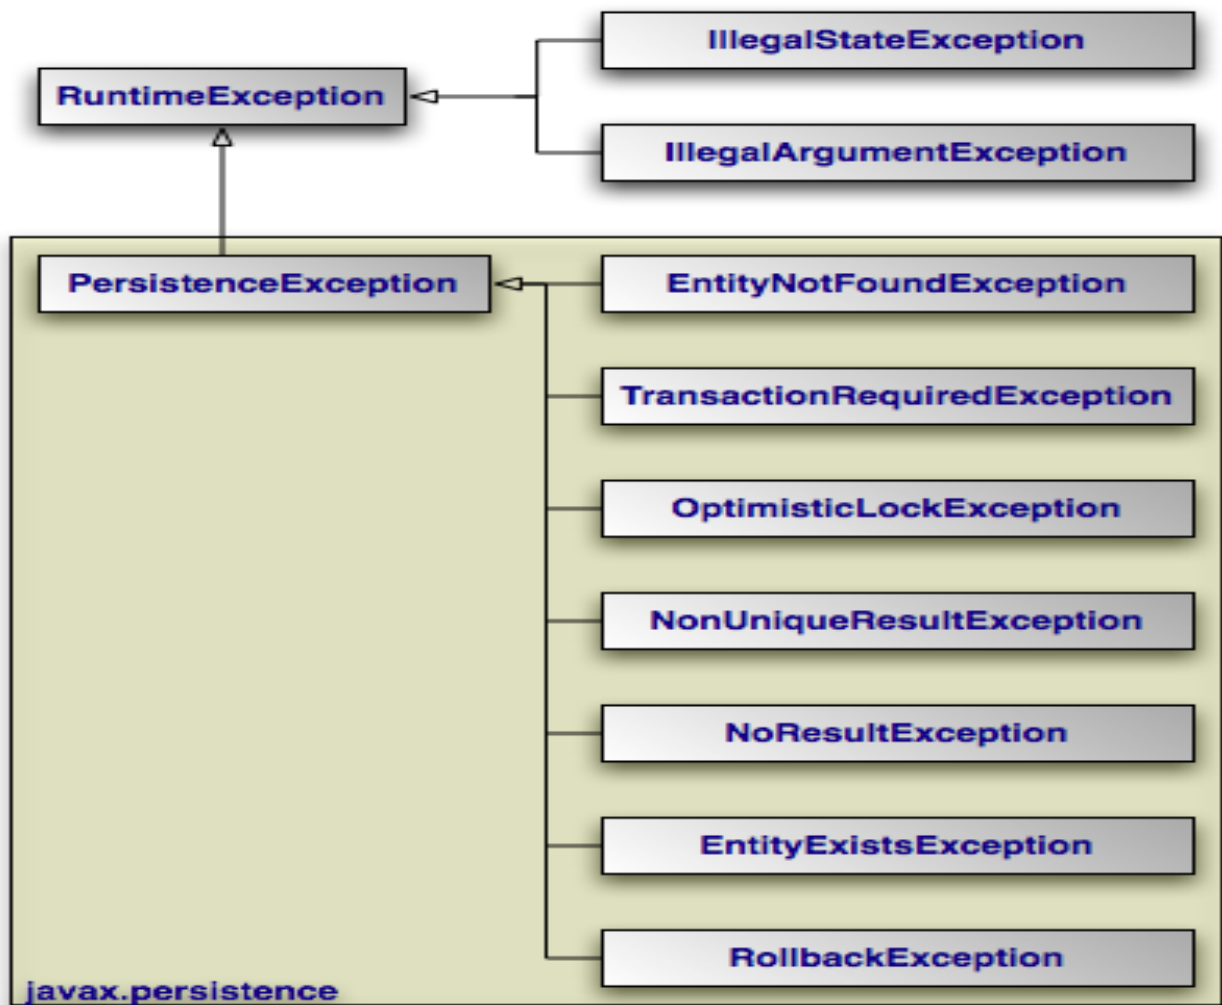 IllegalStateException
RuntimeException
IllegalArgumentException
PersistenceException
EntityNotFoundException
TransactionRequiredException
OptimisticLockException
NonUniqueResultException
NoResultException
EntityExistsException
RollbackException
javax.persistence